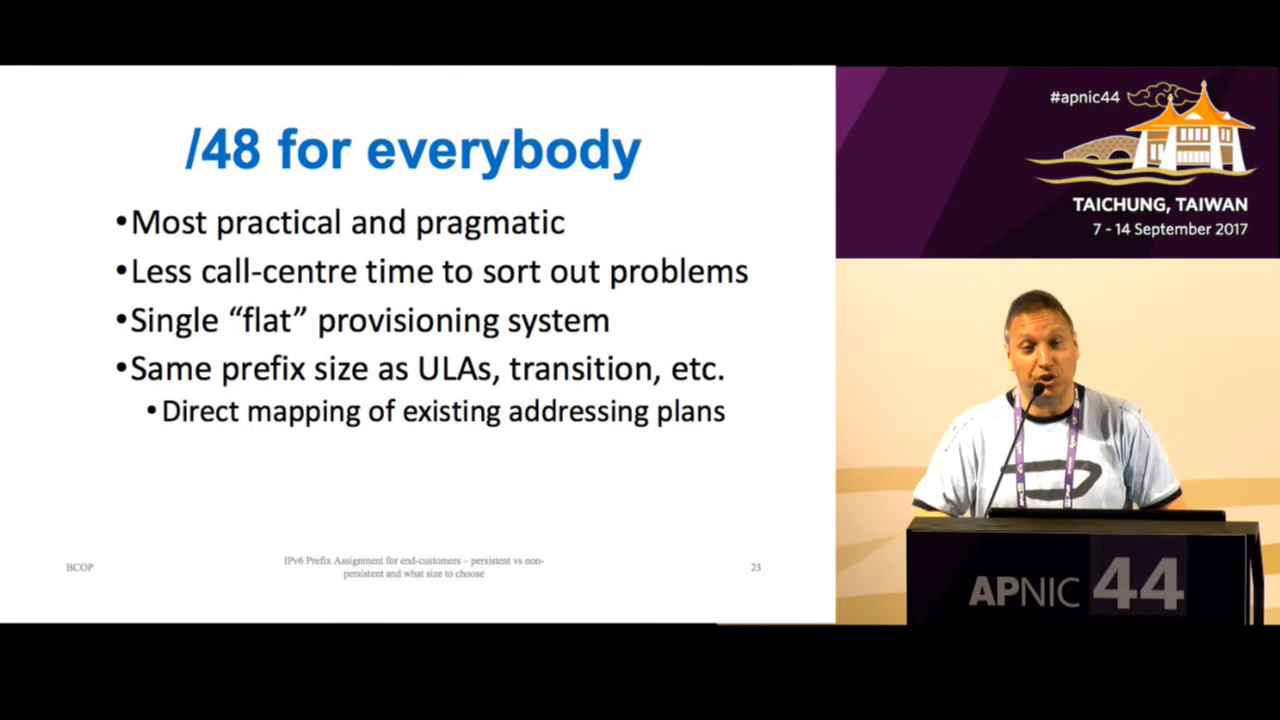 /48 for everybody
•Most practical and pragmatic
•Less call-centre time to sort out problems
•Single “flat” provisioning system
•Same prefix size as ULAs, transition, etc.
•Direct mapping of existing addressing plans
BCOP
IPv6 Prefix Assignment for end-customers – persistent vs non-
persistent and what size to choose
23
#apnic44
TAICHUNG, TAIWAN
7 - 14 September 2017
APNIC 44